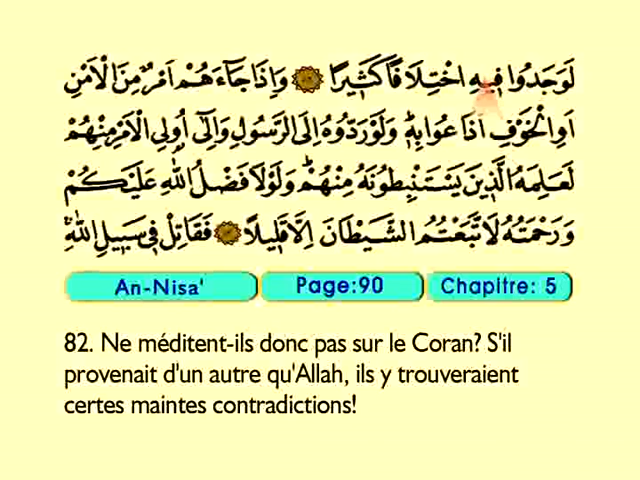 لَوَجَدُوا فِيهِ اخْتِلَافًا كَثِيرًا ﴿٨٢﴾ وَإِذَا جَاءَهُمْ أَمْرٌ مِنَ الْأَمْنِ
أَوِ الْخَوْفِ أَذَاعُوا بِهِ وَلَوْ رَدُّوهُ إِلَى الرَّسُولِ وَإِلَى أُولِي الْأَمْرِ مِنْهُمْ
لَعَلِمَهُ الَّذِينَ يَسْتَنْبِطُونَهُ مِنْهُمْ وَلَوْلَا فَضْلُ اللَّهِ عَلَيْكُمْ
وَرَحْمَتُهُ لَاتَّبَعْتُمُ الشَّيْطَانَ إِلَّا قَلِيلًا ﴿٨٣﴾ فَقَاتِلْ فِي سَبِيلِ اللَّهِ
An-Nisa' Page:90 Chapitre: 5
82. Ne méditent-ils donc pas sur le Coran? S'il
provenait d'un autre qu'Allah, ils y trouveraient
certes maintes contradictions!